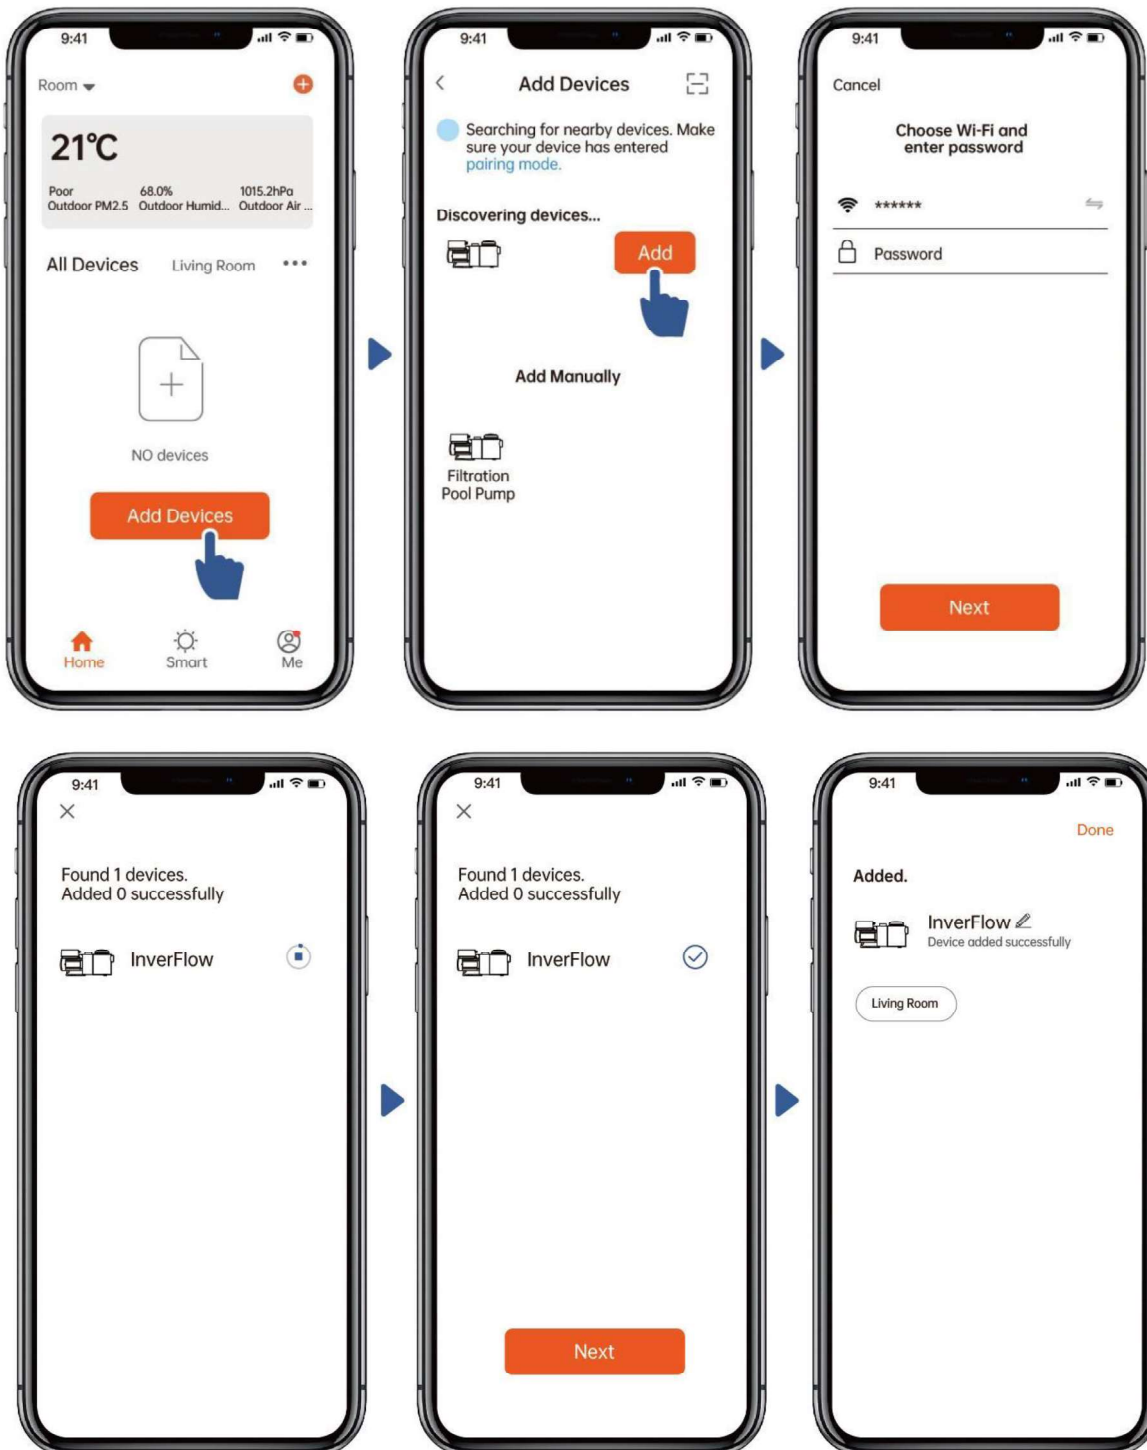 9:41
Room
21°C
Poor 68.0% 1015.2hPa
Outdoor PM2.5 Outdoor Humid... Outdoor Air ...
All Devices Living Room
NO devices
Add Devices
Home Smart Me
9:41
Add Devices
Searching for nearby devices. Make
sure your device has entered
pairing mode.
Discovering devices...
Add
Add Manually
Filtration
Pool Pump
9:41
Cancel
Choose Wi-Fi and
enter password
******
Password
Next
9:41
Found 1 devices.
Added 0 successfully
InverFlow
9:41
Found 1 devices.
Added 0 successfully
InverFlow
Next
9:41
Done
Added.
InverFlow
Device added successfully
Living Room